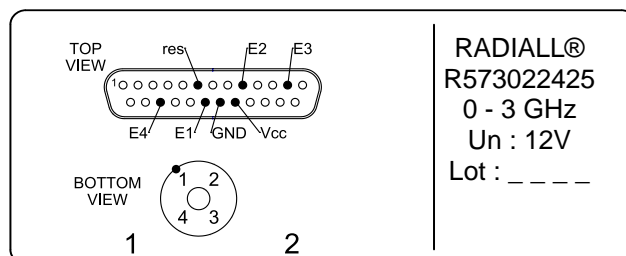 TOP VIEW
res
E2
E3
1
E4
E1
GND
Vcc
BOTTOM VIEW
1 2
4 3
1 2
RADIALL®
R573022425
0 - 3 GHz
Un : 12V
Lot : _ _ _ _